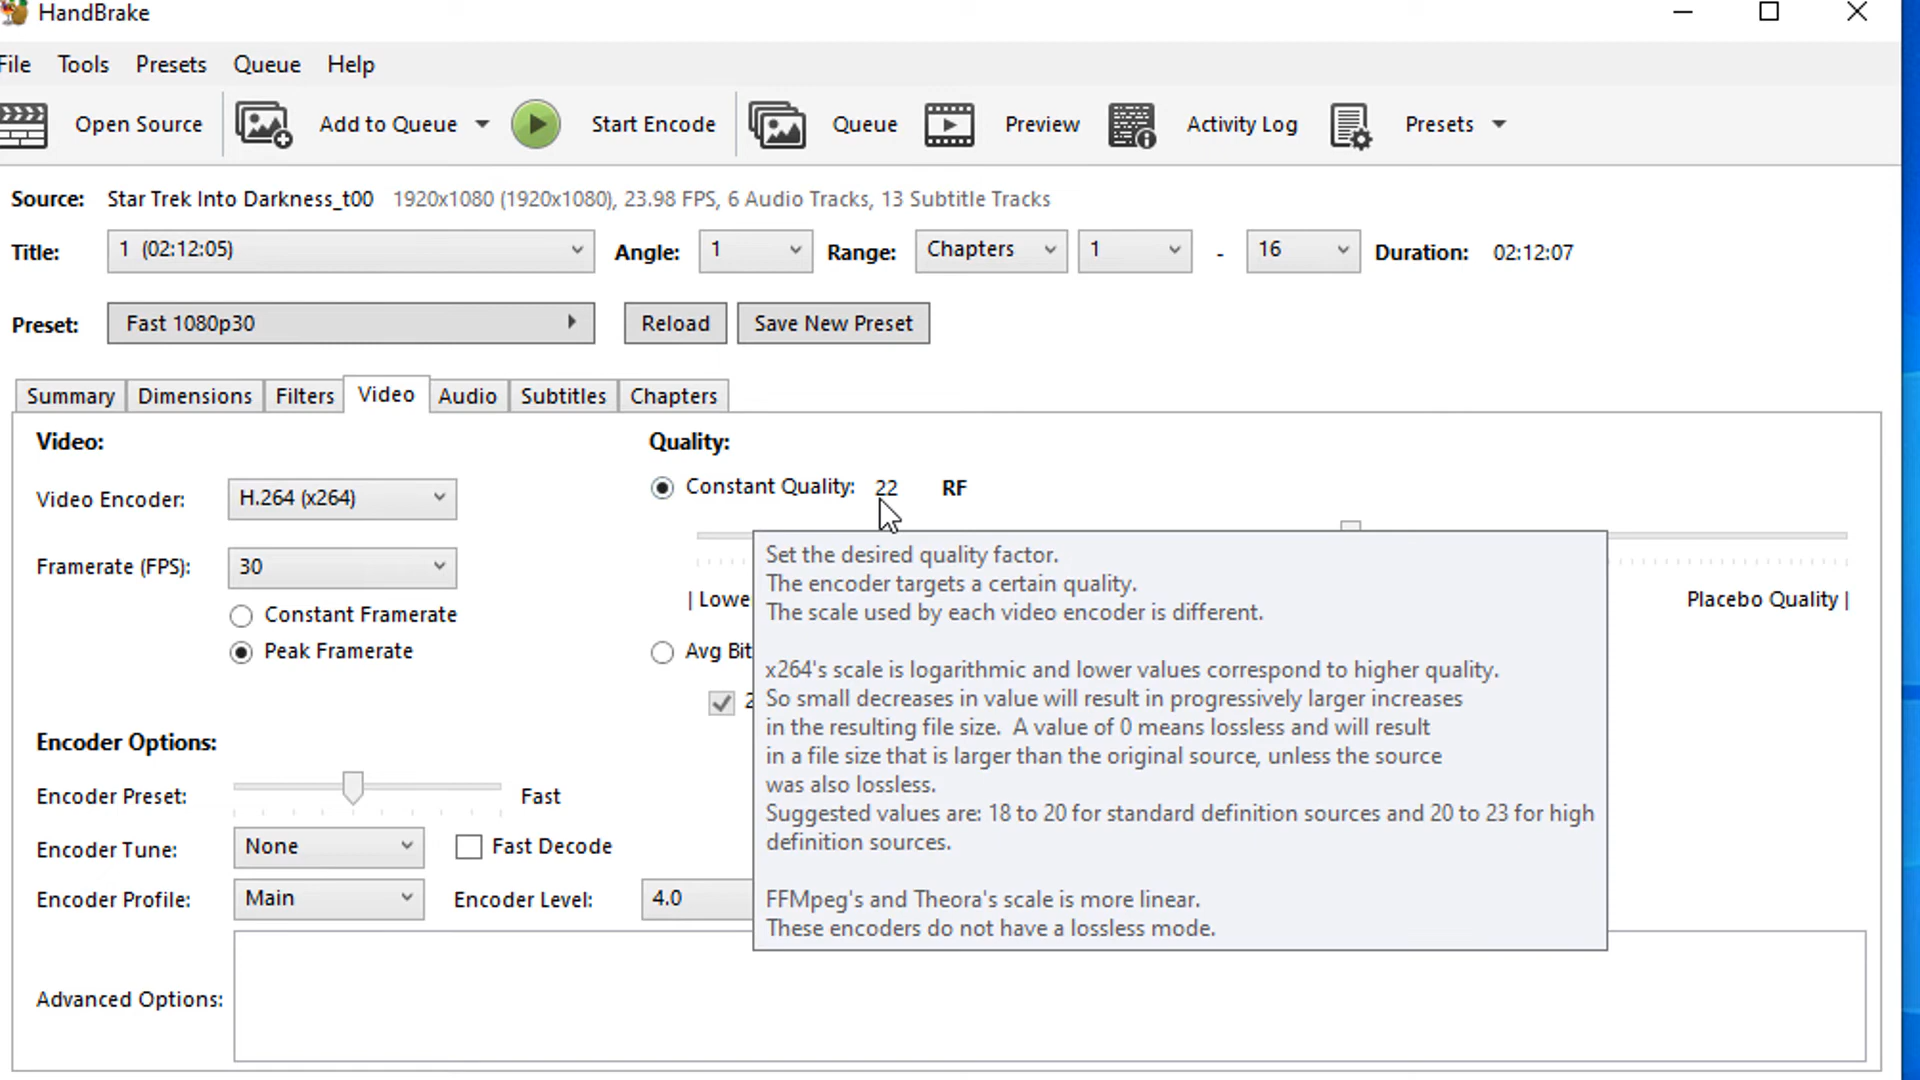 HandBrake
File Tools Presets Queue Help
Open Source Add to Queue Start Encode Queue Preview Activity Log Presets
Source: Star Trek Into Darkness_t00 1920x1080 (1920x1080), 23.98 FPS, 6 Audio Tracks, 13 Subtitle Tracks
Title: 1 (02:12:05) Angle: 1 Range: Chapters 1 - 16 Duration: 02:12:07
Preset: Fast 1080p30 Reload Save New Preset
Summary Dimensions Filters Video Audio Subtitles Chapters
Video:
Quality:
Video Encoder: H.264 (x264)
Constant Quality: 22 RF
Framerate (FPS): 30
| Lowe
Placebo Quality |
Constant Framerate
Peak Framerate
Avg Bit
2
Set the desired quality factor.
The encoder targets a certain quality.
The scale used by each video encoder is different.
x264's scale is logarithmic and lower values correspond to higher quality.
So small decreases in value will result in progressively larger increases
in the resulting file size. A value of 0 means lossless and will result
in a file size that is larger than the original source, unless the source
was also lossless.
Suggested values are: 18 to 20 for standard definition sources and 20 to 23 for high
definition sources.
FFMpeg's and Theora's scale is more linear.
These encoders do not have a lossless mode.
Encoder Options:
Encoder Preset: Fast
Encoder Tune: None Fast Decode
Encoder Profile: Main Encoder Level: 4.0
Advanced Options: